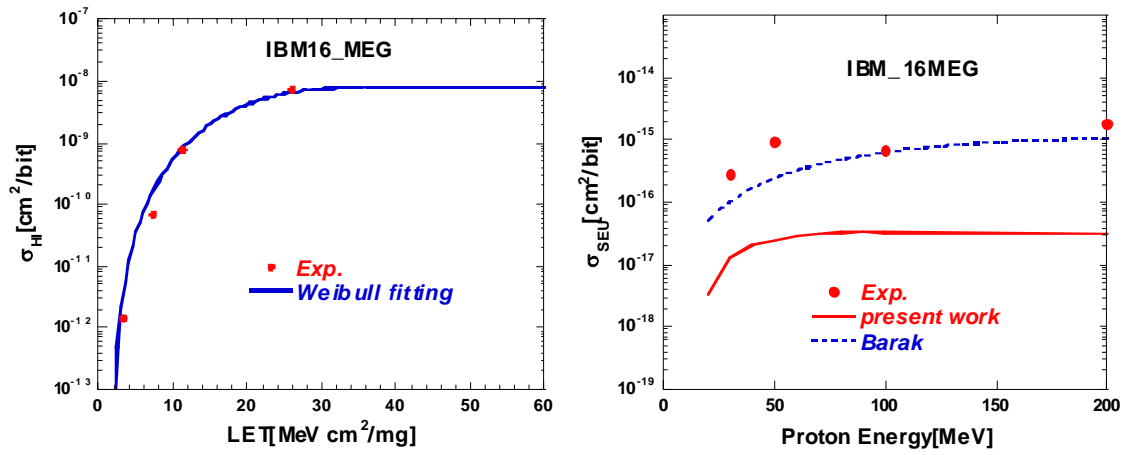 IBM16_MEG
σHI[cm²/bit]
10⁻⁷
10⁻⁸
10⁻⁹
10⁻¹⁰
10⁻¹¹
10⁻¹²
10⁻¹³
Exp.
Weibull fitting
0 10 20 30 40 50 60
LET[MeV cm²/mg]
IBM_16MEG
σSEU[cm²/bit]
10⁻¹⁴
10⁻¹⁵
10⁻¹⁶
10⁻¹⁷
10⁻¹⁸
10⁻¹⁹
Exp.
present work
Barak
0 50 100 150 200
Proton Energy[MeV]